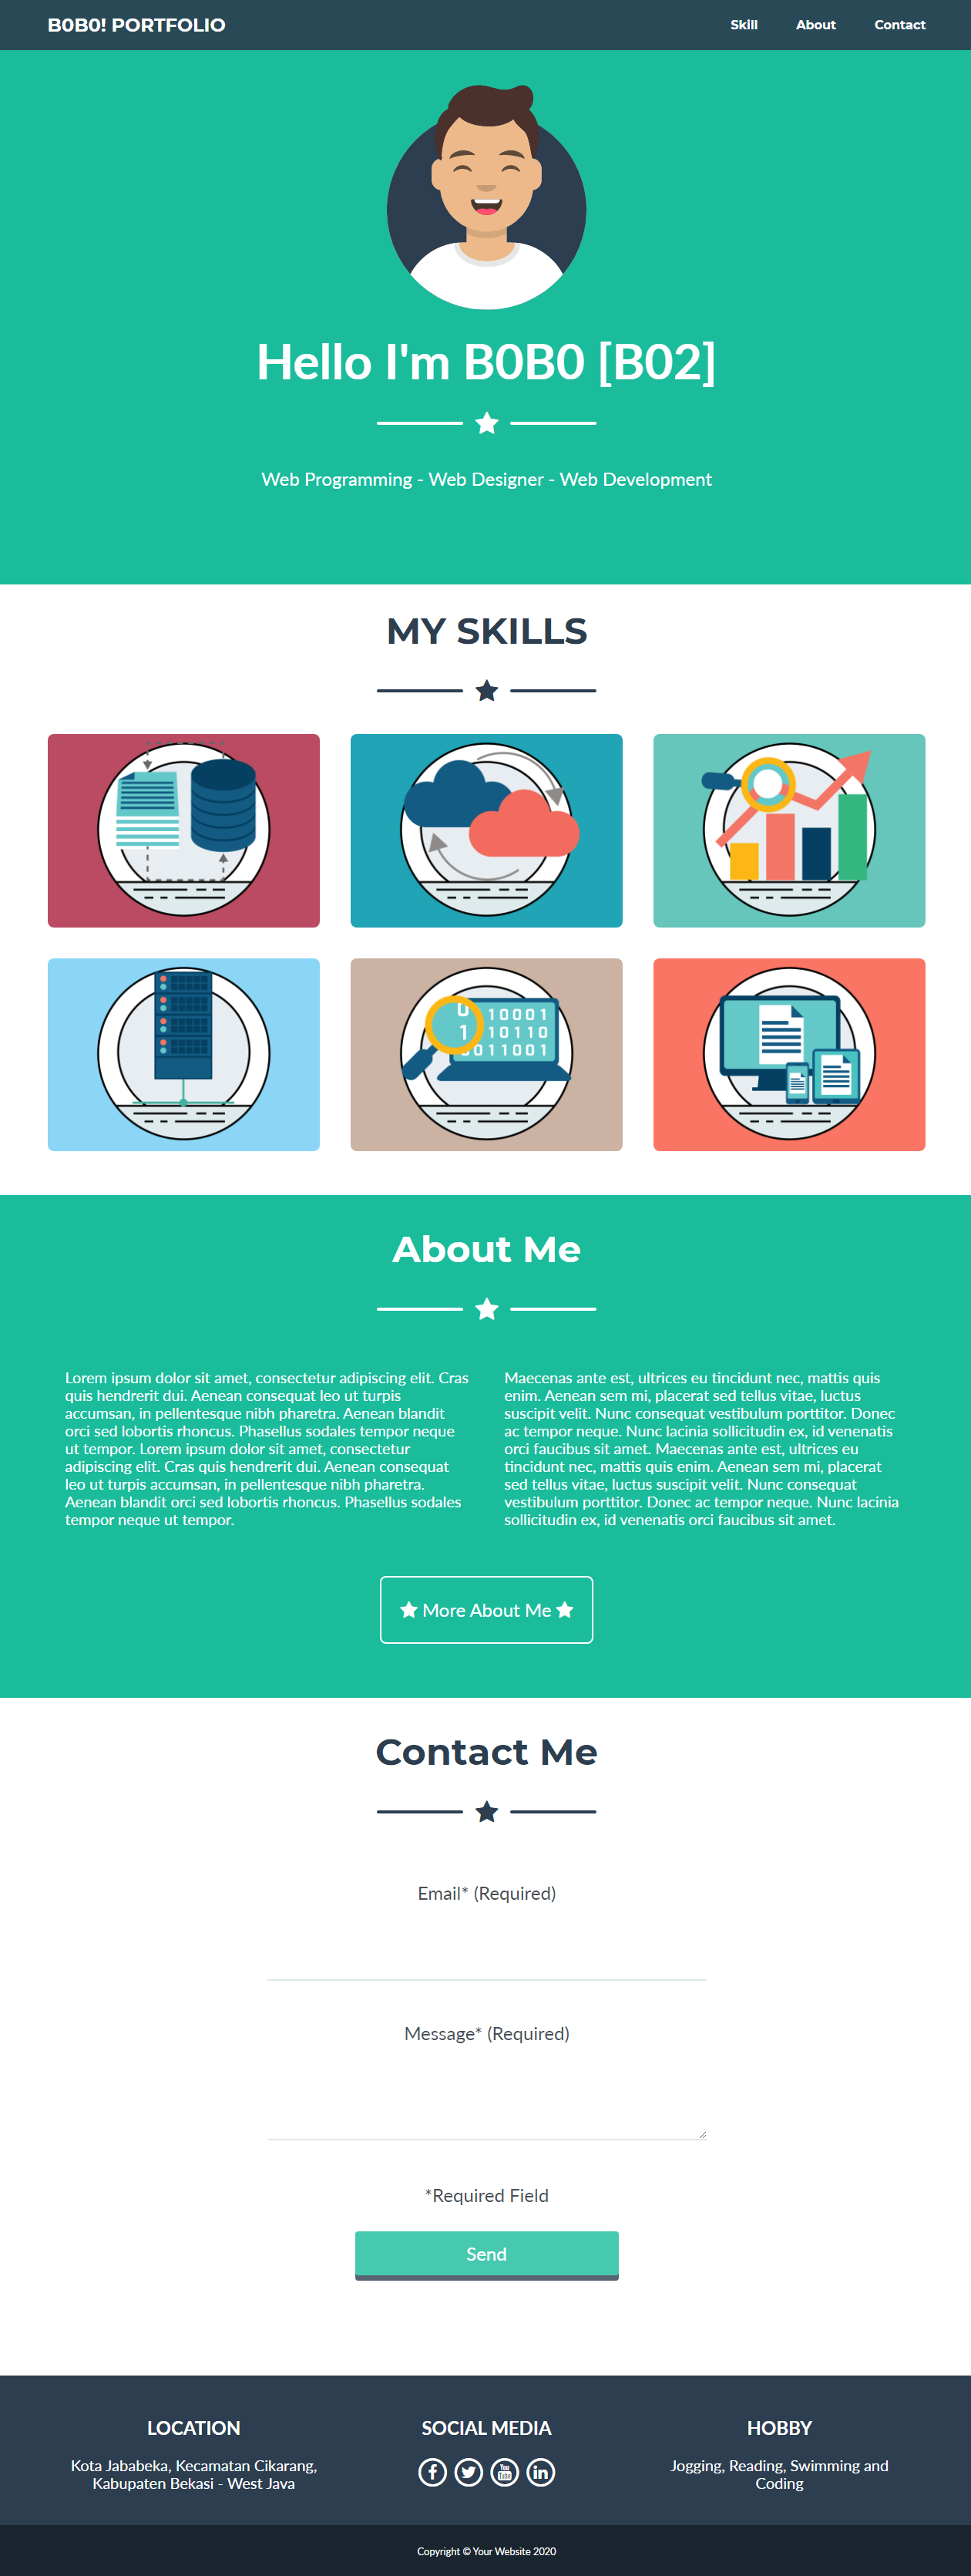 B0B0! PORTFOLIO
Skill
About
Contact
Hello I'm B0B0 [B02]
Web Programming - Web Designer - Web Development
MY SKILLS
0 10001
1 10110
0011001
About Me
Lorem ipsum dolor sit amet, consectetur adipiscing elit. Cras
quis hendrerit dui. Aenean consequat leo ut turpis
accumsan, in pellentesque nibh pharetra. Aenean blandit
orci sed lobortis rhoncus. Phasellus sodales tempor neque
ut tempor. Lorem ipsum dolor sit amet, consectetur
adipiscing elit. Cras quis hendrerit dui. Aenean consequat
leo ut turpis accumsan, in pellentesque nibh pharetra.
Aenean blandit orci sed lobortis rhoncus. Phasellus sodales
tempor neque ut tempor.
Maecenas ante est, ultrices eu tincidunt nec, mattis quis
enim. Aenean sem mi, placerat sed tellus vitae, luctus
suscipit velit. Nunc consequat vestibulum porttitor. Donec
ac tempor neque. Nunc lacinia sollicitudin ex, id venenatis
orci faucibus sit amet. Maecenas ante est, ultrices eu
tincidunt nec, mattis quis enim. Aenean sem mi, placerat
sed tellus vitae, luctus suscipit velit. Nunc consequat
vestibulum porttitor. Donec ac tempor neque. Nunc lacinia
sollicitudin ex, id venenatis orci faucibus sit amet.
More About Me
Contact Me
Email* (Required)
Message* (Required)
*Required Field
Send
LOCATION
Kota Jababeka, Kecamatan Cikarang,
Kabupaten Bekasi - West Java
SOCIAL MEDIA
f
You
Tube
in
HOBBY
Jogging, Reading, Swimming and
Coding
Copyright © Your Website 2020